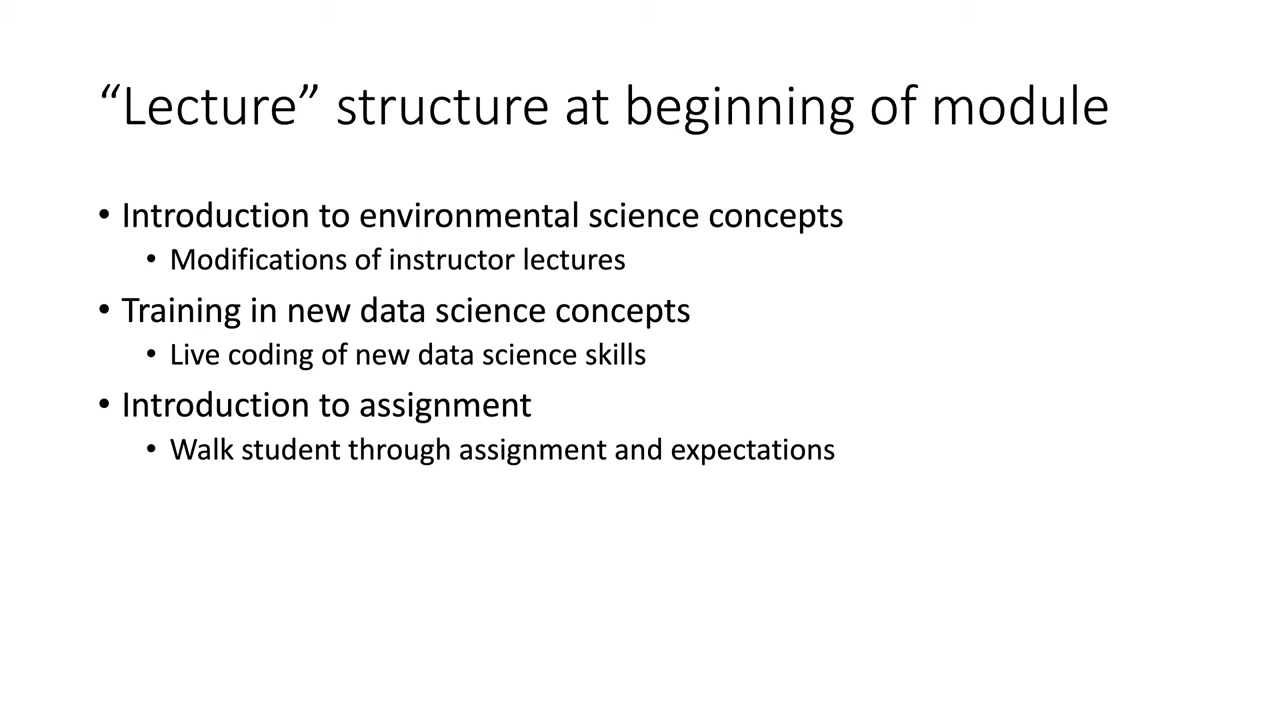 “Lecture” structure at beginning of module
• Introduction to environmental science concepts
• Modifications of instructor lectures
• Training in new data science concepts
• Live coding of new data science skills
• Introduction to assignment
• Walk student through assignment and expectations